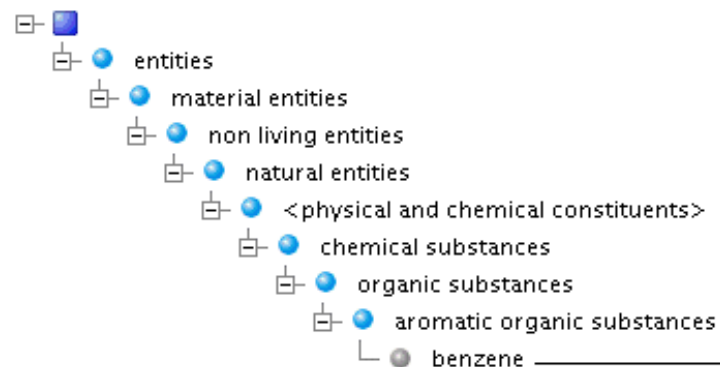 entities
material entities
non living entities
natural entities
<physical and chemical constituents>
chemical substances
organic substances
aromatic organic substances
benzene